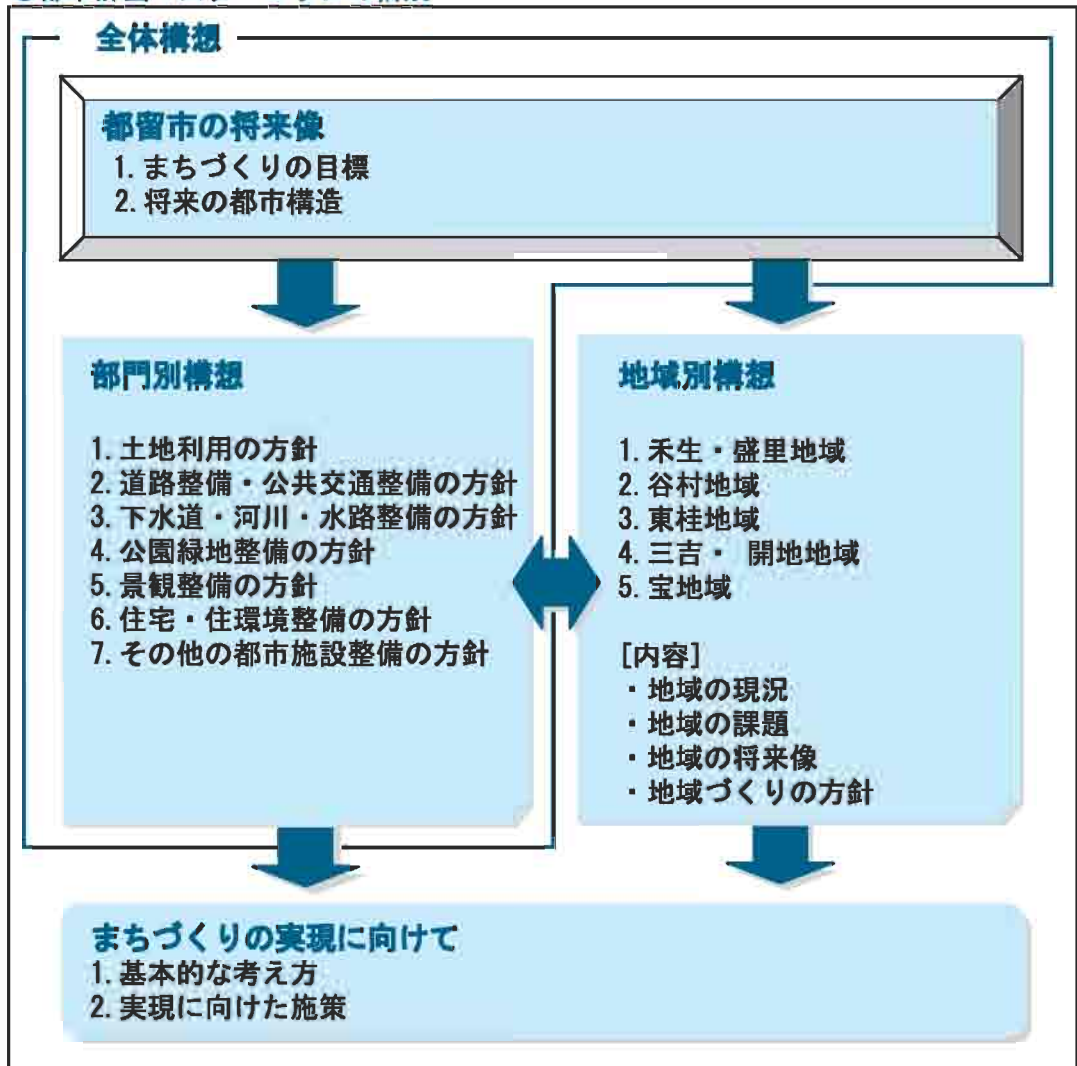 全体構想
都留市の将来像
1. まちづくりの目標
2. 将来の都市構造
部門別構想
1. 土地利用の方針
2. 道路整備・公共交通整備の方針
3. 下水道・河川・水路整備の方針
4. 公園緑地整備の方針
5. 景観整備の方針
6. 住宅・住環境整備の方針
7. その他の都市施設整備の方針
地域別構想
1. 禾生・盛里地域
2. 谷村地域
3. 東桂地域
4. 三吉・ 開地地域
5. 宝地域
[内容]
・地域の現況
・地域の課題
・地域の将来像
・地域づくりの方針
まちづくりの実現に向けて
1. 基本的な考え方
2. 実現に向けた施策